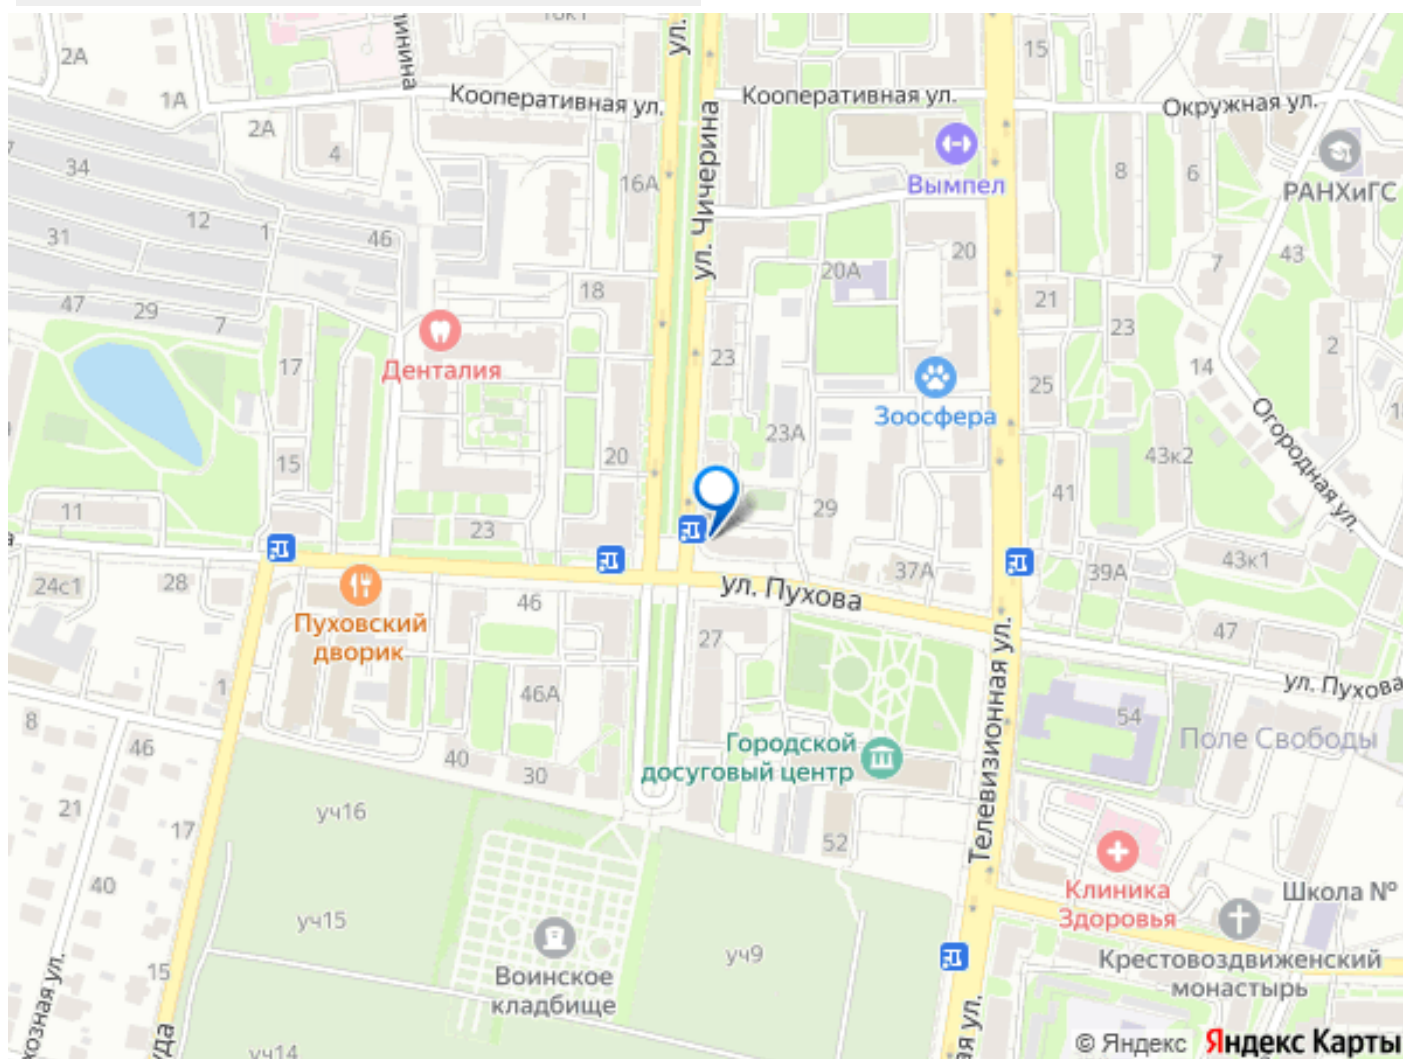 16к1
ул.
15
2А
Минина
1А
Кооперативная ул.
Кооперативная ул.
Окружная ул.
2А
4
34
16А
ул. Чичерина
Вымпел
8
6
РАНХиГС
12
1
31
46
20А
20
7
43
47
29
7
18
21
23
2
17
Денталия
23
14
25
Зоосфера
Огородная ул.
15
20
23А
43к2
11
23
29
41
24с1
28
37А
39А
43к1
Пуховский
дворик
46
ул. Пухова
27
47
1
46А
ул. Пухова
8
46
40
30
Городской
досуговый центр
Телевизионная ул.
54
Поле Свободы
21
17
уч16
52
40
Клиника
Здоровья
Школа №
уч15
15
Воинское
кладбище
уч9
Крестовоздвиженский
монастырь
уч14
© Яндекс Яндекс Карты